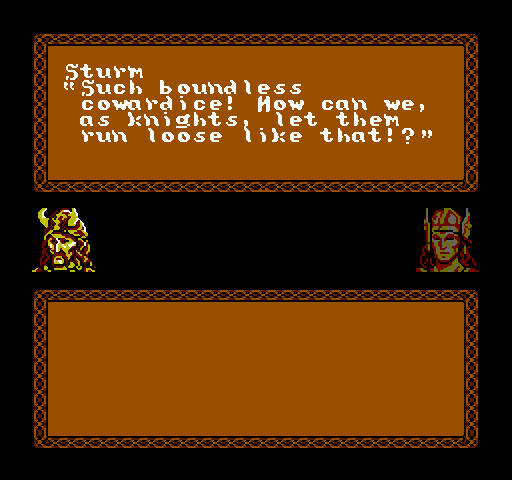 Sturm
“Such boundless
cowardice! How can we,
as knights, let them
run loose like that!?”